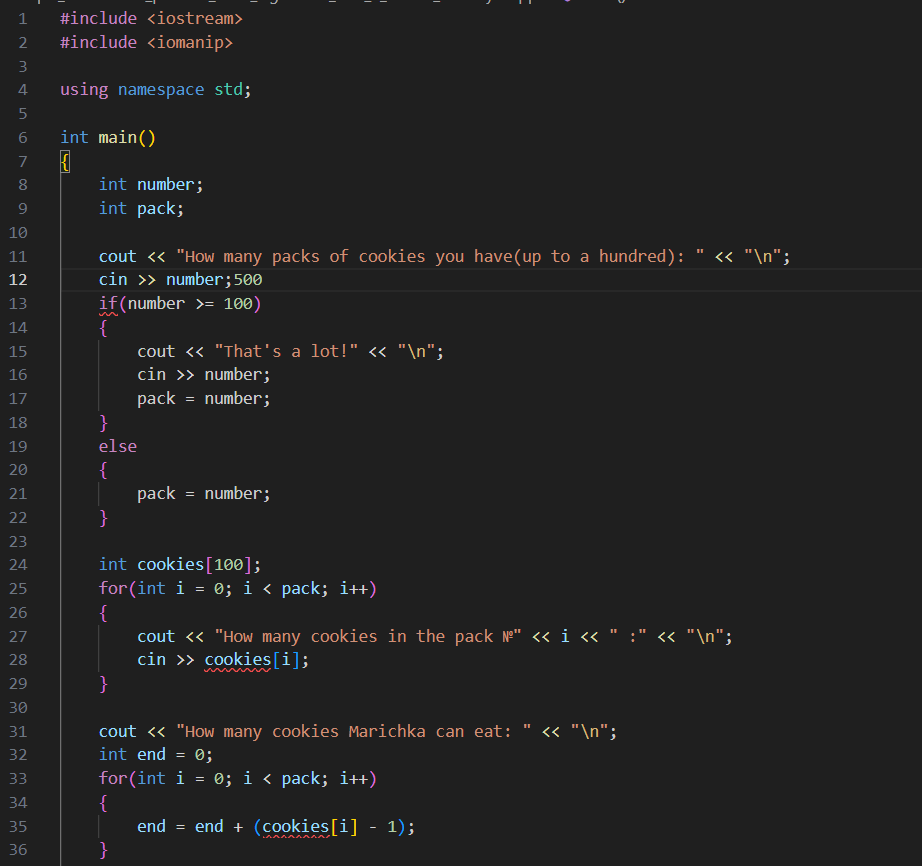 1 #include <iostream>
2 #include <iomanip>
3
4 using namespace std;
5
6 int main()
7 {
8     int number;
9     int pack;
10
11     cout << "How many packs of cookies you have(up to a hundred): " << "\n";
12     cin >> number;500
13     if(number >= 100)
14     {
15         cout << "That's a lot!" << "\n";
16         cin >> number;
17         pack = number;
18     }
19     else
20     {
21         pack = number;
22     }
23
24     int cookies[100];
25     for(int i = 0; i < pack; i++)
26     {
27         cout << "How many cookies in the pack №" << i << " :" << "\n";
28         cin >> cookies[i];
29     }
30
31     cout << "How many cookies Marichka can eat: " << "\n";
32     int end = 0;
33     for(int i = 0; i < pack; i++)
34     {
35         end = end + (cookies[i] - 1);
36     }